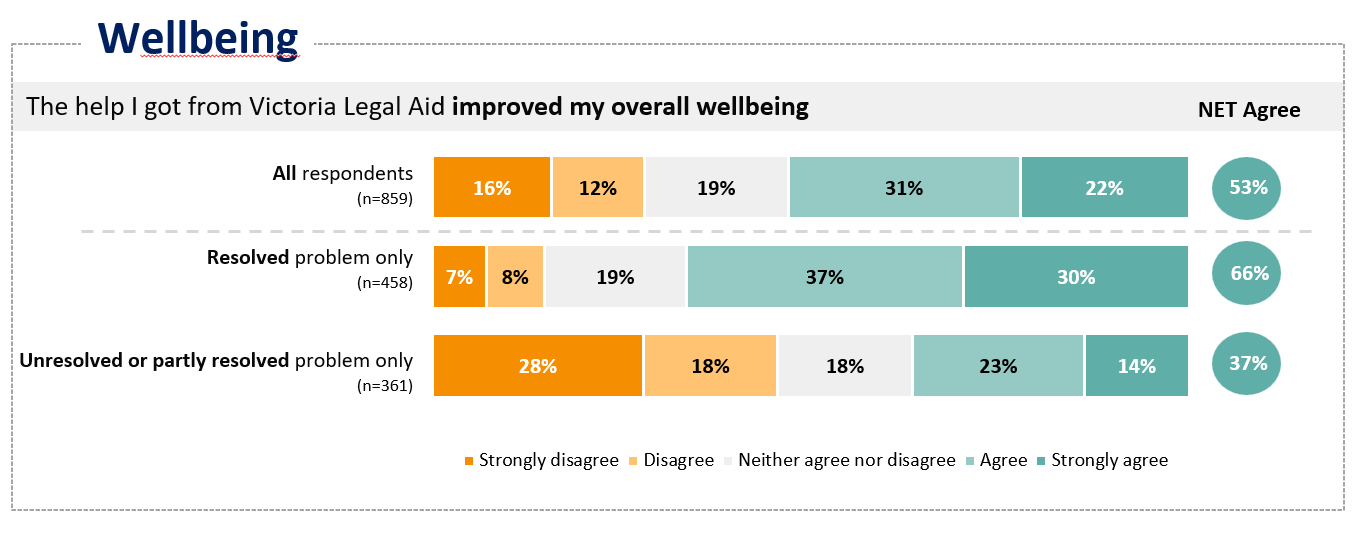 Wellbeing
The help I got from Victoria Legal Aid improved my overall wellbeing
NET Agree
All respondents
(n=859)
16% 12% 19% 31% 22% 53%
Resolved problem only
(n=458)
7% 8% 19% 37% 30% 66%
Unresolved or partly resolved problem only
(n=361)
28% 18% 18% 23% 14% 37%
Strongly disagree Disagree Neither agree nor disagree Agree Strongly agree